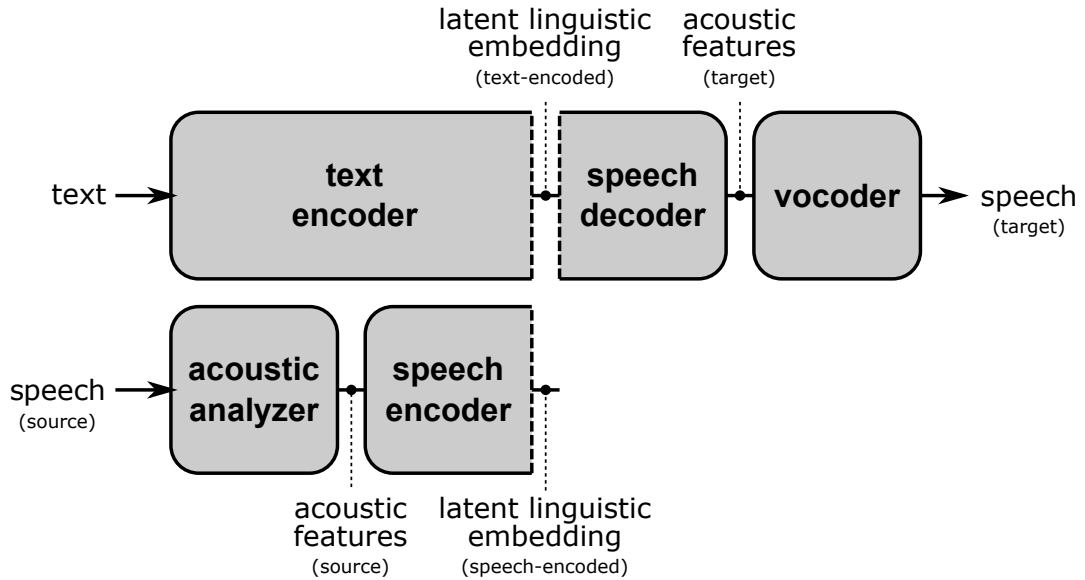 latent linguistic
embedding
(text-encoded)
acoustic
features
(target)
text
text
encoder
speech
decoder
vocoder
speech
(target)
speech
(source)
acoustic
analyzer
speech
encoder
acoustic
features
(source)
latent linguistic
embedding
(speech-encoded)